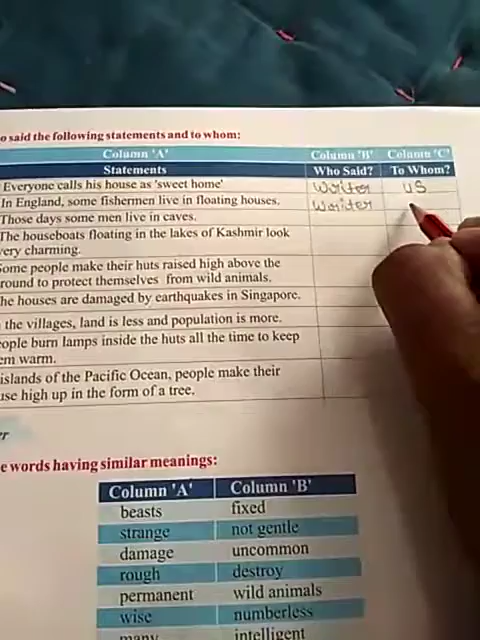 o said the following statements and to whom:
Column 'A' Column 'B' Column 'C'
Statements Who Said? To Whom?
Everyone calls his house as 'sweet home' Writer us
In England, some fishermen live in floating houses. Writer
Those days some men live in caves.
The houseboats floating in the lakes of Kashmir look
very charming.
Some people make their huts raised high above the
round to protect themselves from wild animals.
he houses are damaged by earthquakes in Singapore.
the villages, land is less and population is more.
ople burn lamps inside the huts all the time to keep
em warm.
islands of the Pacific Ocean, people make their
use high up in the form of a tree.
er
e words having similar meanings:
Column 'A' Column 'B'
beasts fixed
strange not gentle
damage uncommon
rough destroy
permanent wild animals
wise numberless
many intelligent